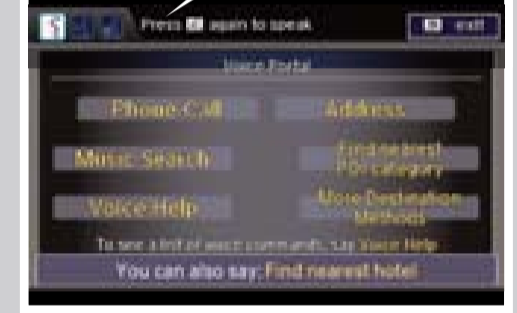 Press again to speak
exit
Voice Portal
Phone Call
Address
Music Search
Find nearest
POI category
Voice Help
More Destination
Methods
To see a list of voice commands, say Voice Help
You can also say: Find nearest hotel